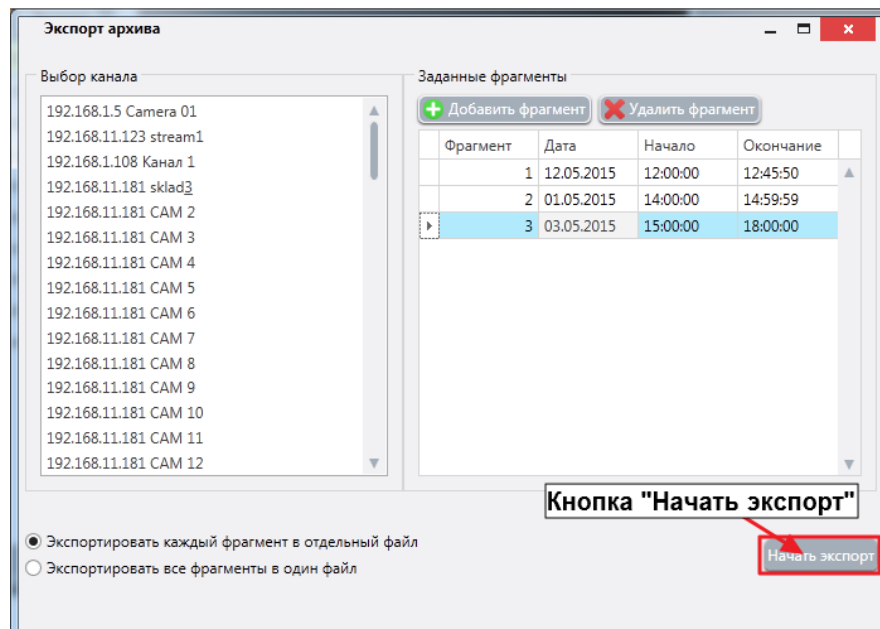 Экспорт архива
Выбор канала
192.168.1.5 Camera 01
192.168.11.123 stream1
192.168.1.108 Канал 1
192.168.11.181 sklad3
192.168.11.181 CAM 2
192.168.11.181 CAM 3
192.168.11.181 CAM 4
192.168.11.181 CAM 5
192.168.11.181 CAM 6
192.168.11.181 CAM 7
192.168.11.181 CAM 8
192.168.11.181 CAM 9
192.168.11.181 CAM 10
192.168.11.181 CAM 11
192.168.11.181 CAM 12
Заданные фрагменты
Добавить фрагмент Удалить фрагмент
Фрагмент Дата Начало Окончание
1 12.05.2015 12:00:00 12:45:50
2 01.05.2015 14:00:00 14:59:59
3 03.05.2015 15:00:00 18:00:00
Кнопка "Начать экспорт"
Экспортировать каждый фрагмент в отдельный файл
Экспортировать все фрагменты в один файл
Начать экспорт